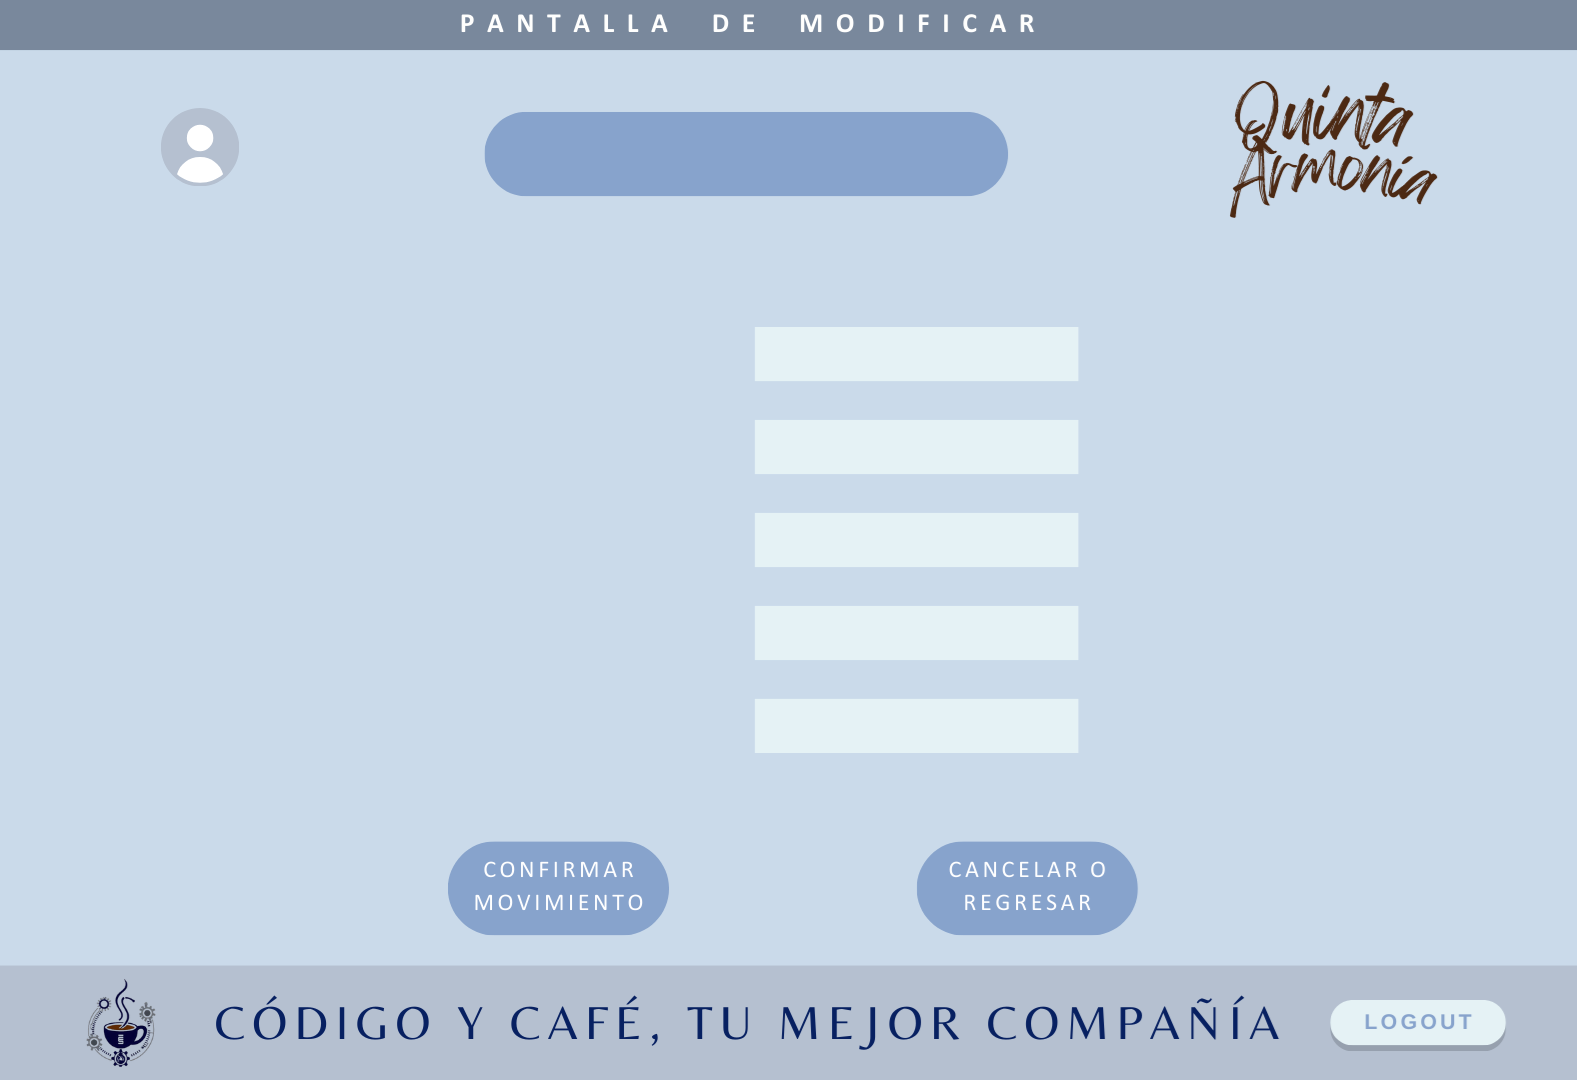 PANTALLA DE MODIFICAR
Quinta
Armonía
CONFIRMAR
MOVIMIENTO
CANCELAR O
REGRESAR
CÓDIGO Y CAFÉ, TU MEJOR COMPAÑÍA
LOGOUT